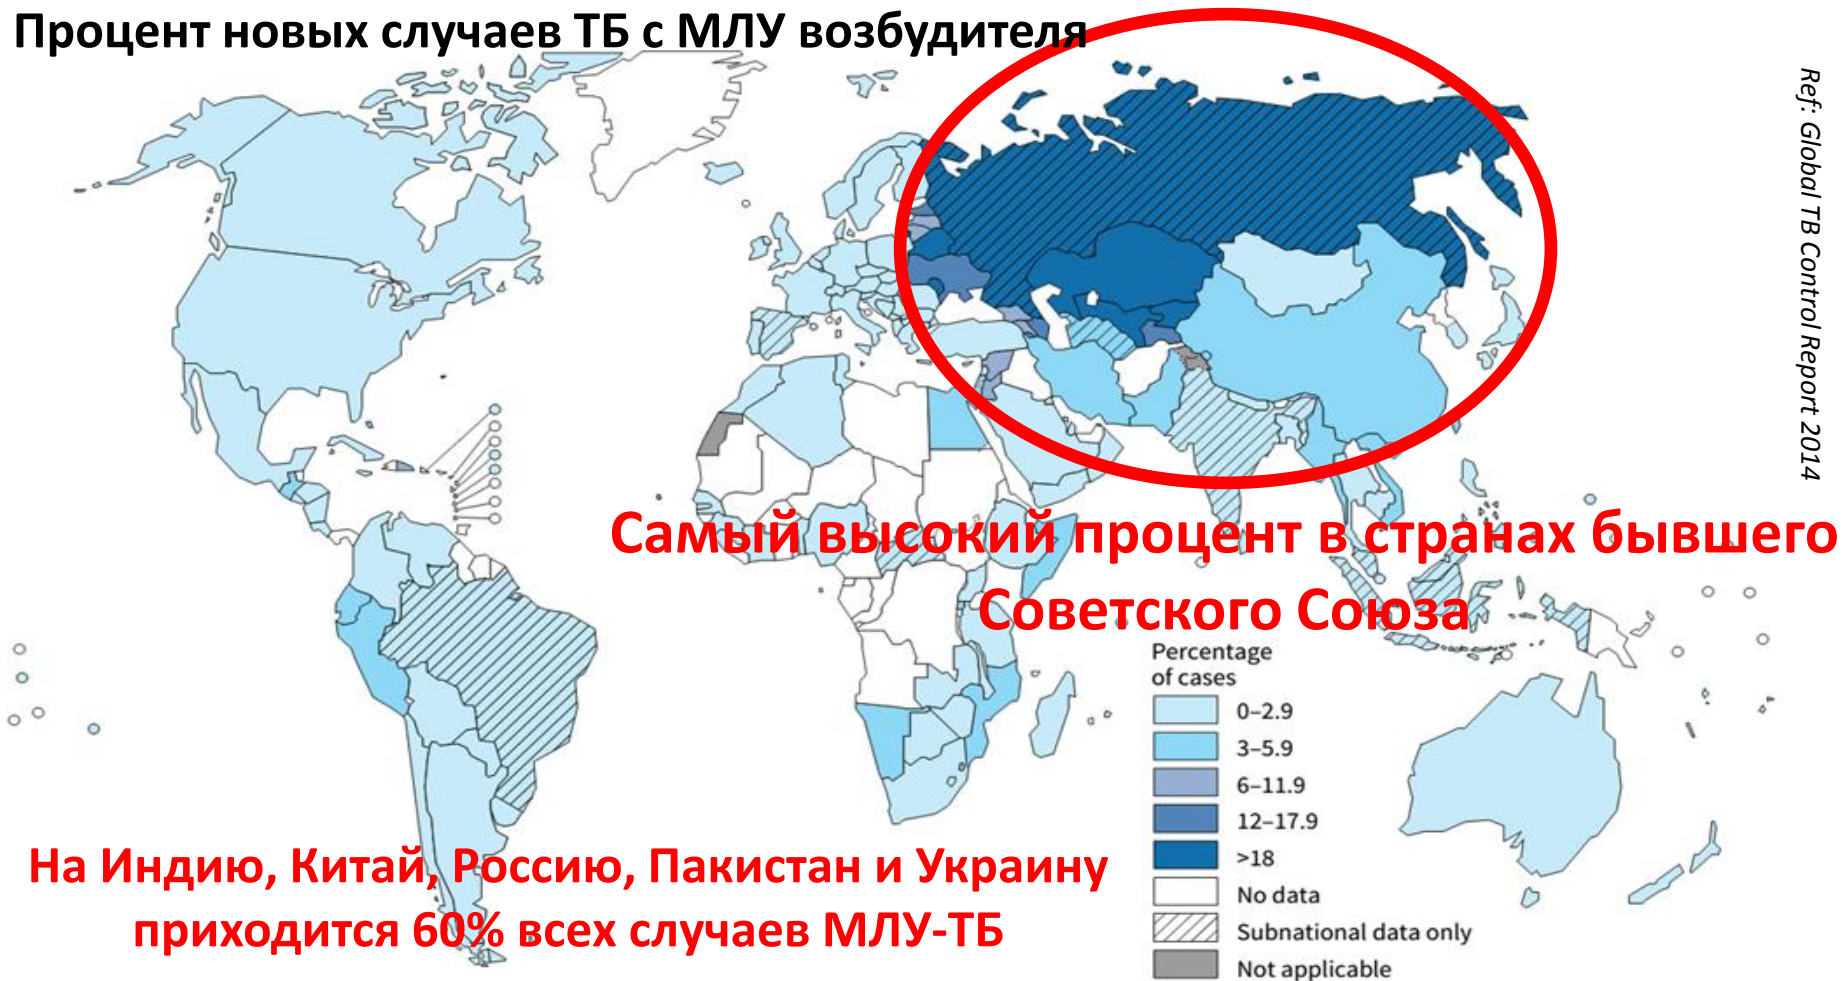 Процент новых случаев ТБ с МЛУ возбудителя
Ref: Global TB Control Report 2014
Самый высокий процент в странах бывшего
Советского Союза
Percentage
of cases
0–2.9
3–5.9
6–11.9
12–17.9
>18
No data
Subnational data only
Not applicable
На Индию, Китай, Россию, Пакистан и Украину
приходится 60% всех случаев МЛУ-ТБ